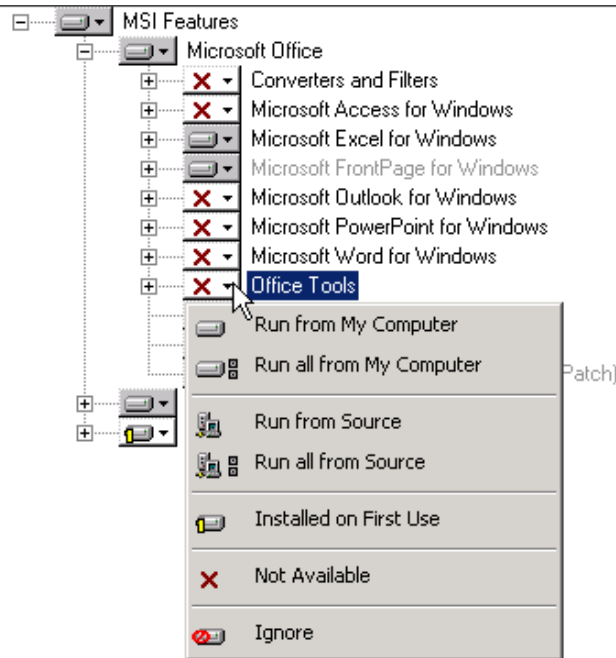 MSI Features
Microsoft Office
Converters and Filters
Microsoft Access for Windows
Microsoft Excel for Windows
Microsoft FrontPage for Windows
Microsoft Outlook for Windows
Microsoft PowerPoint for Windows
Microsoft Word for Windows
Office Tools
Run from My Computer
Run all from My Computer
Patch)
Run from Source
Run all from Source
Installed on First Use
Not Available
Ignore